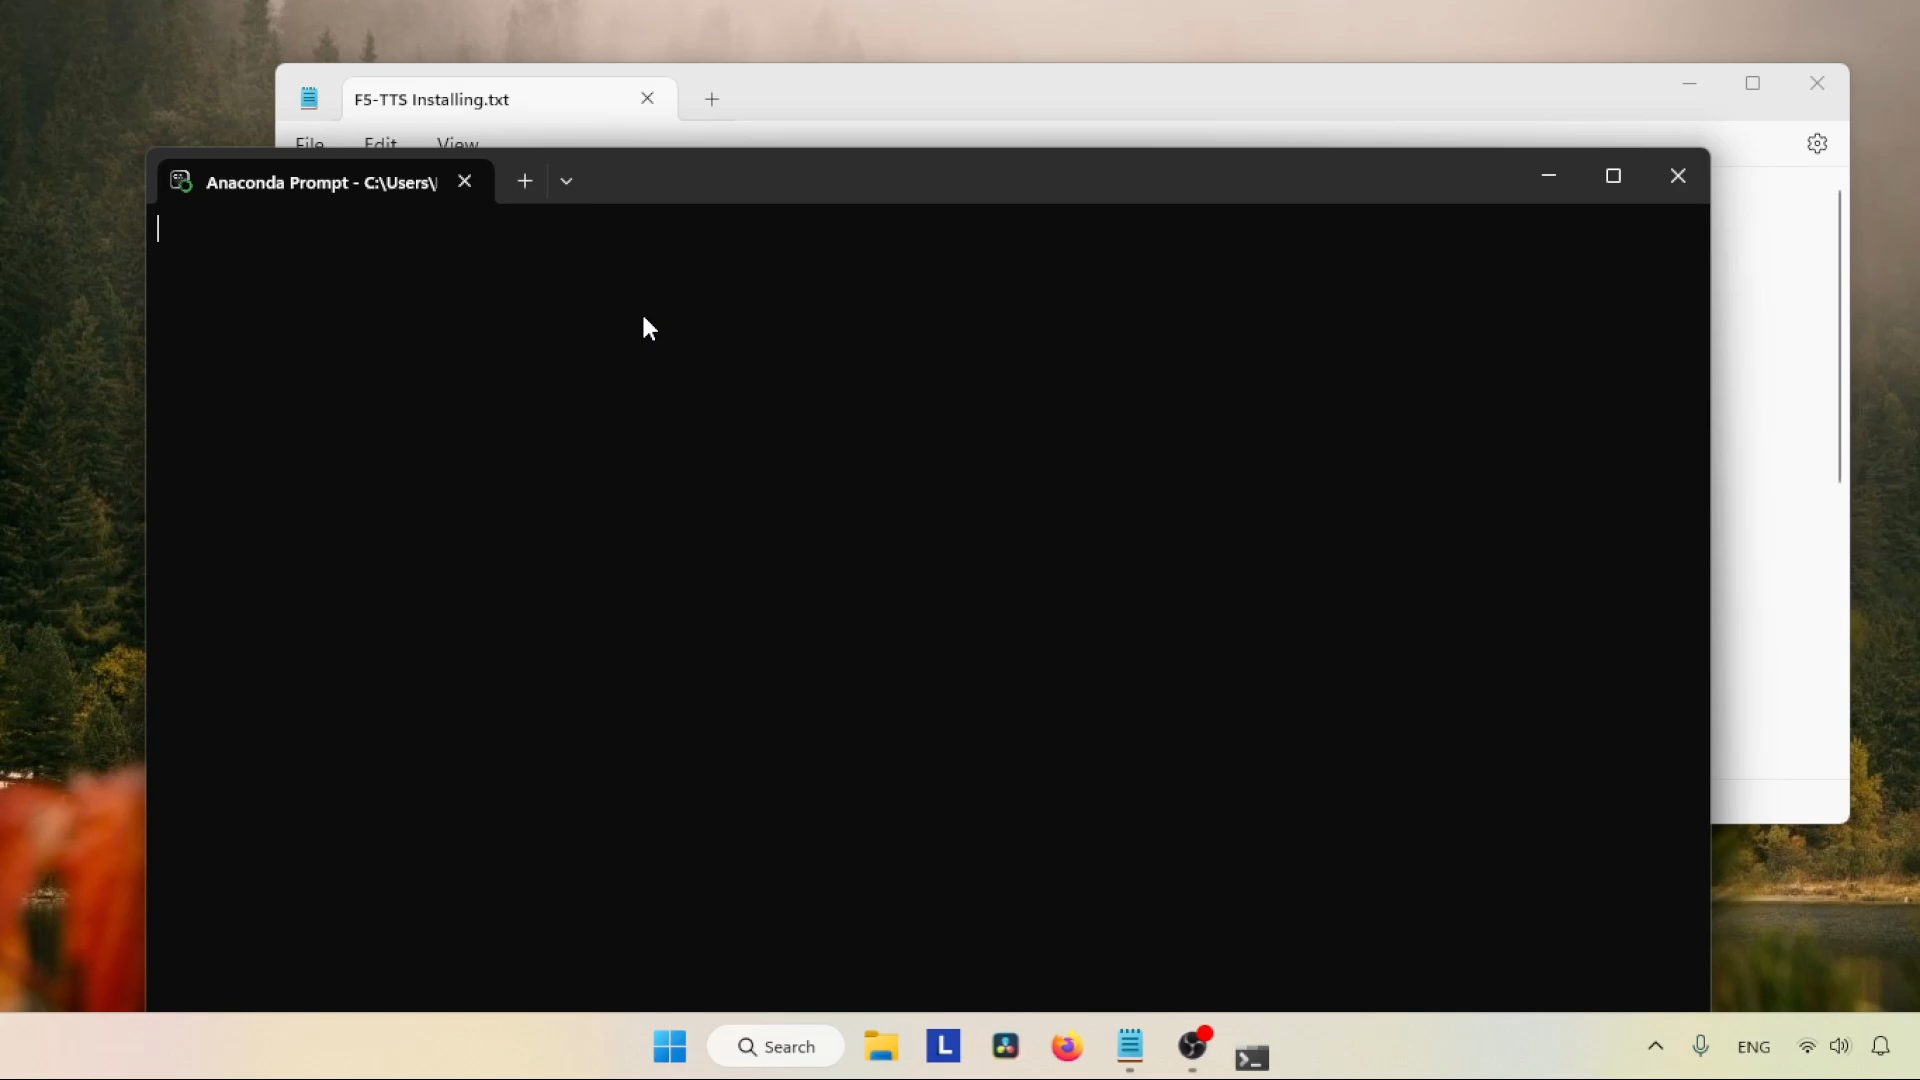 F5-TTS Installing.txt
File Edit View
Anaconda Prompt - C:\Users\
L
Search
ENG